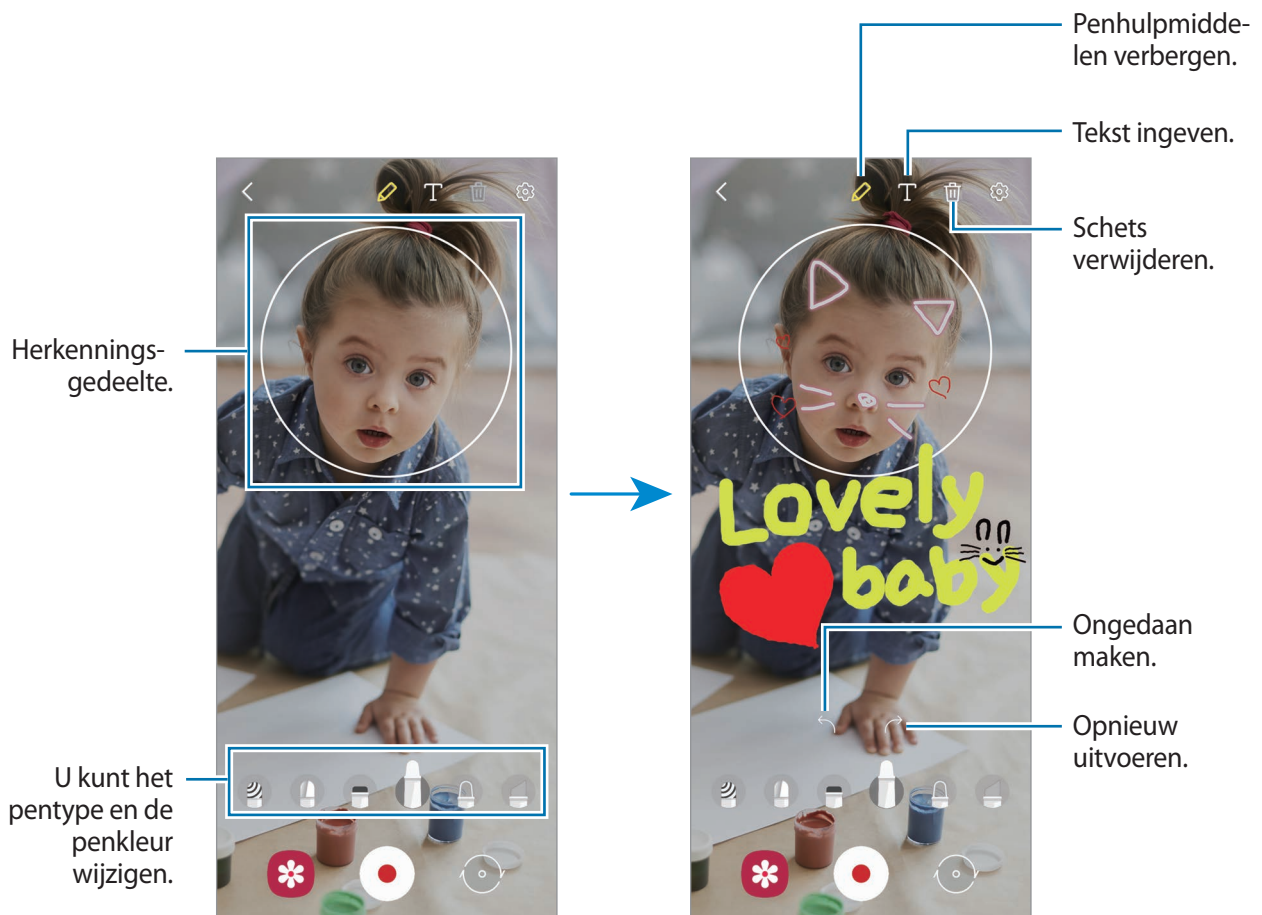 Penhulpmidde-
len verbergen.
Tekst ingeven.
Schets
verwijderen.
Herkennings-
gedeelte.
Lovely
baby
Ongedaan
maken.
Opnieuw
uitvoeren.
U kunt het
pentype en de
penkleur
wijzigen.